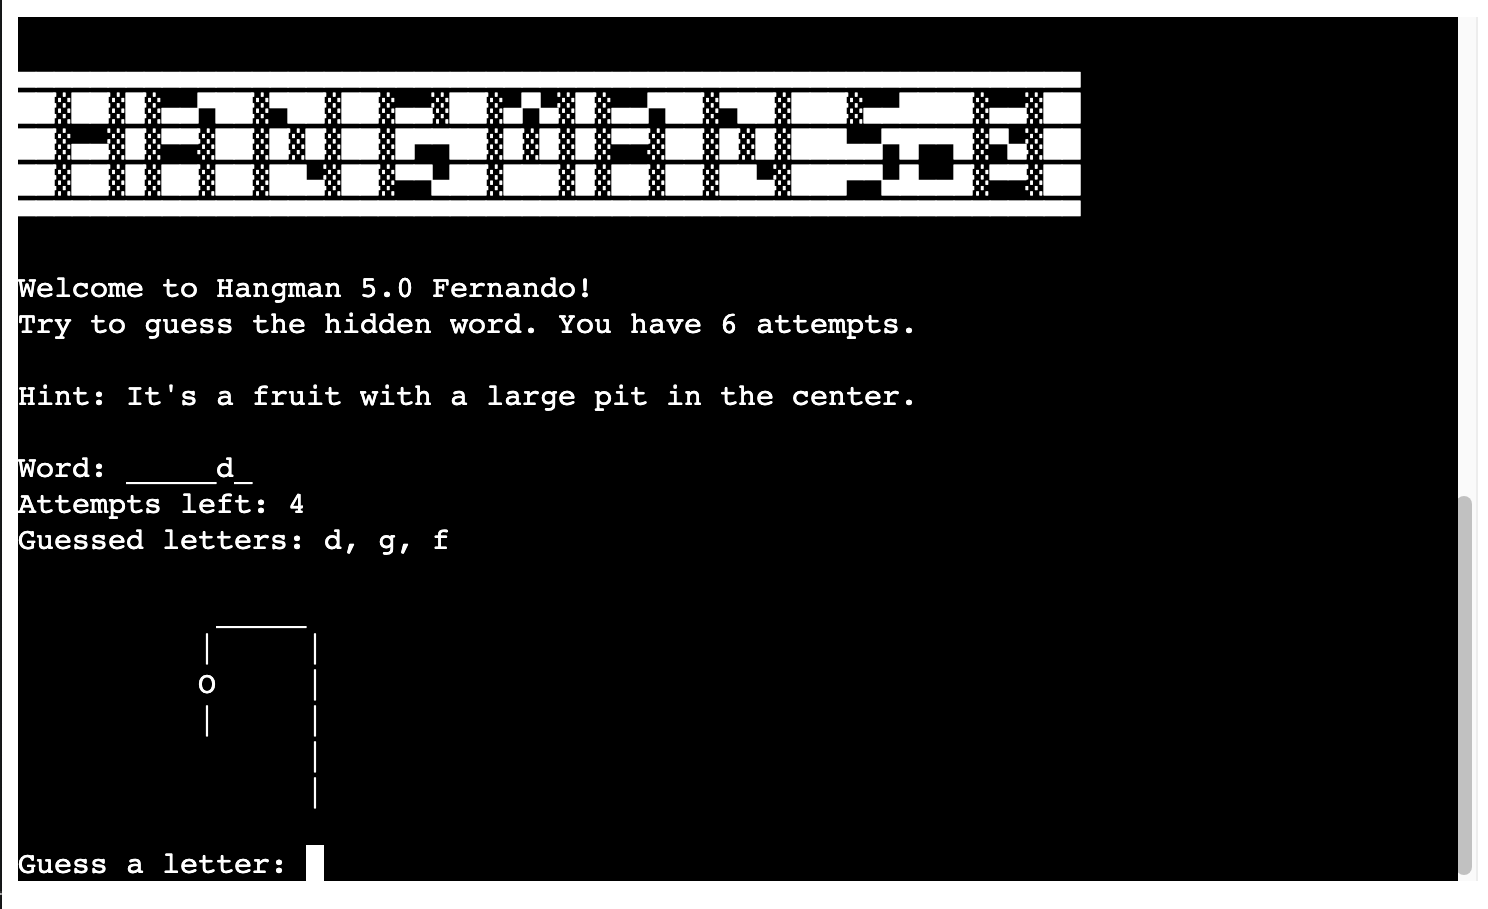 HANGMAN 5.0
Welcome to Hangman 5.0 Fernando!
Try to guess the hidden word. You have 6 attempts.
Hint: It's a fruit with a large pit in the center.
Word: _____d_
Attempts left: 4
Guessed letters: d, g, f
Guess a letter: